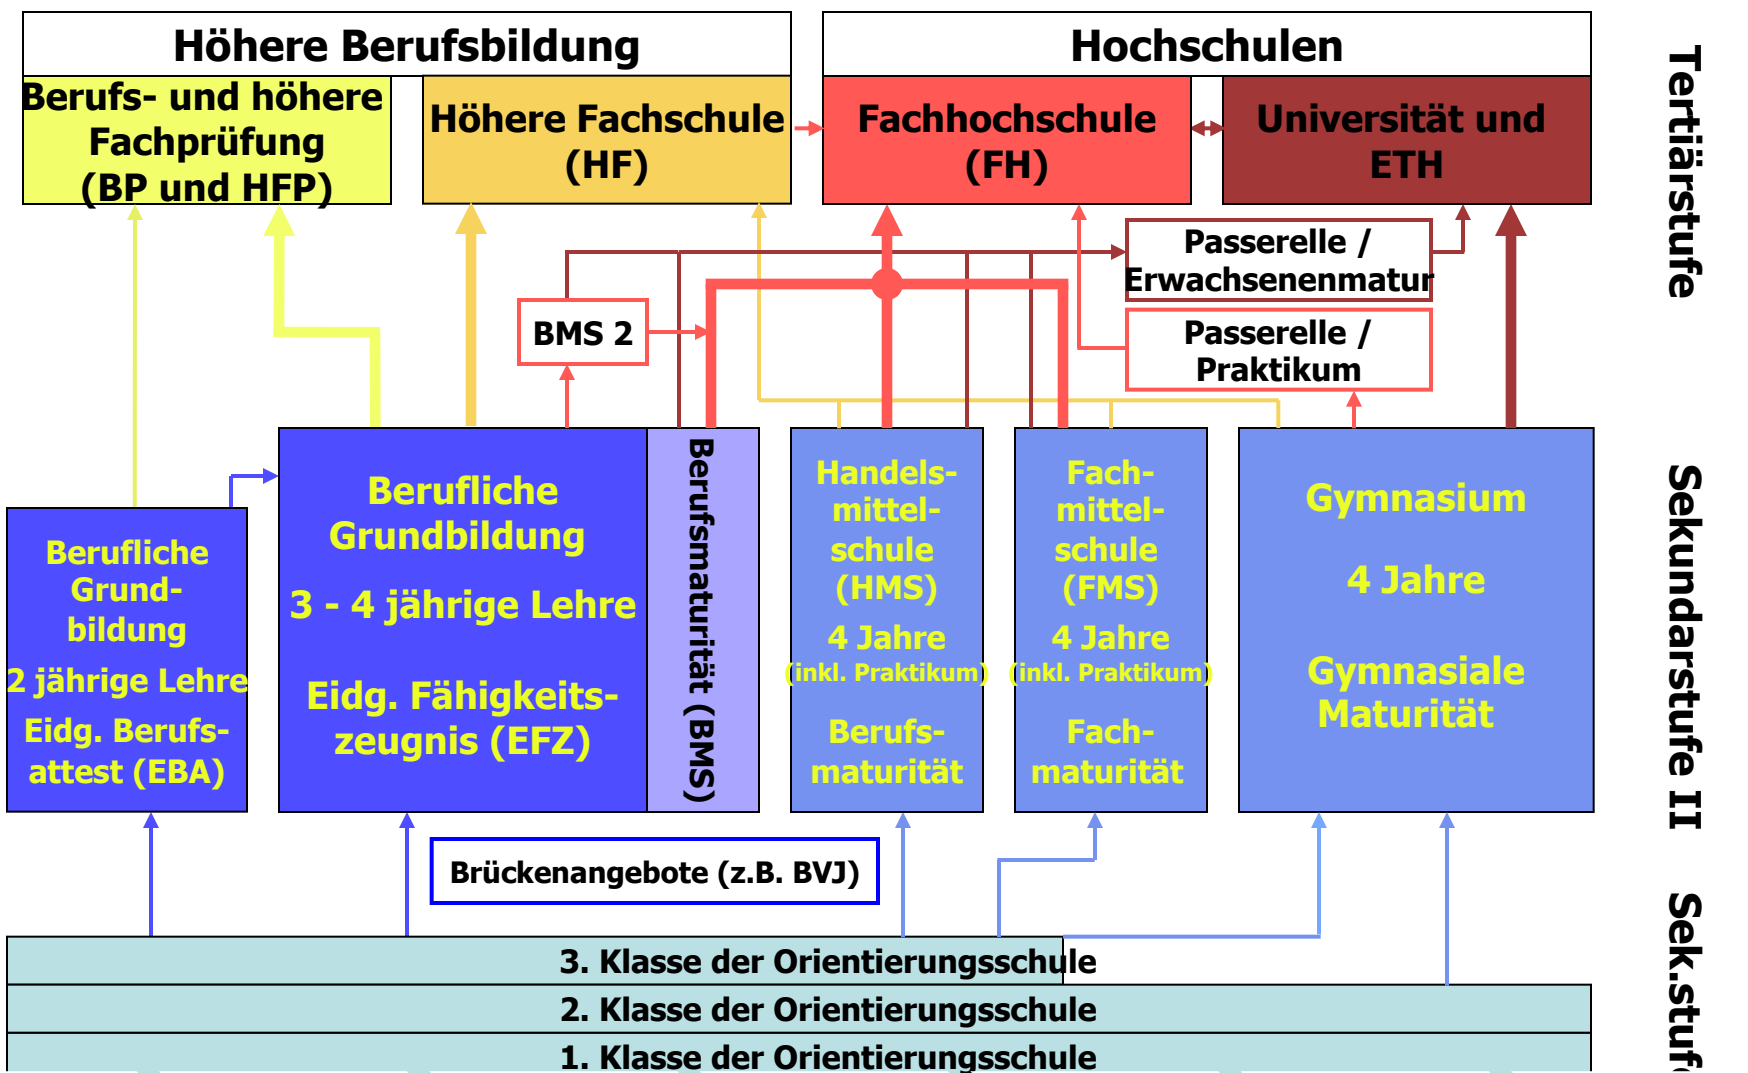 Höhere Berufsbildung
Hochschulen
Berufs- und höhere
Fachprüfung
(BP und HFP)
Höhere Fachschule
(HF)
Fachhochschule
(FH)
Universität und
ETH
Tertiärstufe
Passerelle /
Erwachsenenmatur
BMS 2
Passerelle /
Praktikum
Berufliche
Grund-
bildung
2 jährige Lehre
Eidg. Berufs-
attest (EBA)
Berufliche
Grundbildung
3 - 4 jährige Lehre
Eidg. Fähigkeits-
zeugnis (EFZ)
Berufsmaturität (BMS)
Handels-
mittel-
schule
(HMS)
4 Jahre
(inkl. Praktikum)
Berufs-
maturität
Fach-
mittel-
schule
(FMS)
4 Jahre
(inkl. Praktikum)
Fach-
maturität
Gymnasium
4 Jahre
Gymnasiale
Maturität
Sekundarstufe II
Brückenangebote (z.B. BVJ)
3. Klasse der Orientierungsschule
2. Klasse der Orientierungsschule
1. Klasse der Orientierungsschule
Sek.stufe